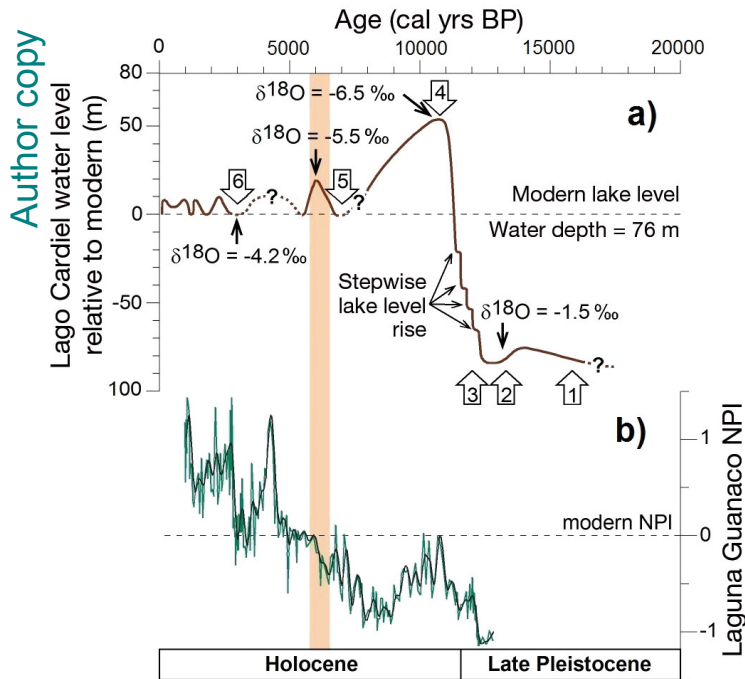 Author copy
Age (cal yrs BP)
0 5000 10000 15000 20000
Lago Cardiel water level
relative to modern (m)
80
50
0
-50
100
a)
δ18O = -6.5 ‰
4
δ18O = -5.5 ‰
6
?
5
?
Modern lake level
Water depth = 76 m
δ18O = -4.2 ‰
Stepwise
lake level
rise
δ18O = -1.5 ‰
?
3
2
1
b)
Laguna Guanaco NPI
1
0
-1
modern NPI
Holocene
Late Pleistocene